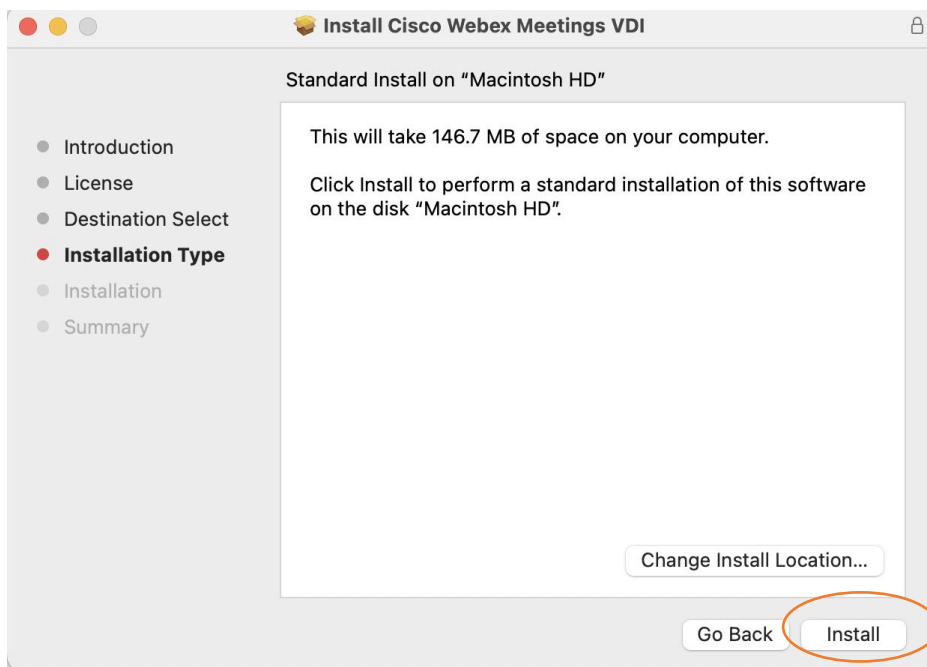 Install Cisco Webex Meetings VDI
Standard Install on “Macintosh HD”
Introduction
License
Destination Select
Installation Type
Installation
Summary
This will take 146.7 MB of space on your computer.
Click Install to perform a standard installation of this software
on the disk “Macintosh HD”.
Change Install Location...
Go Back
Install